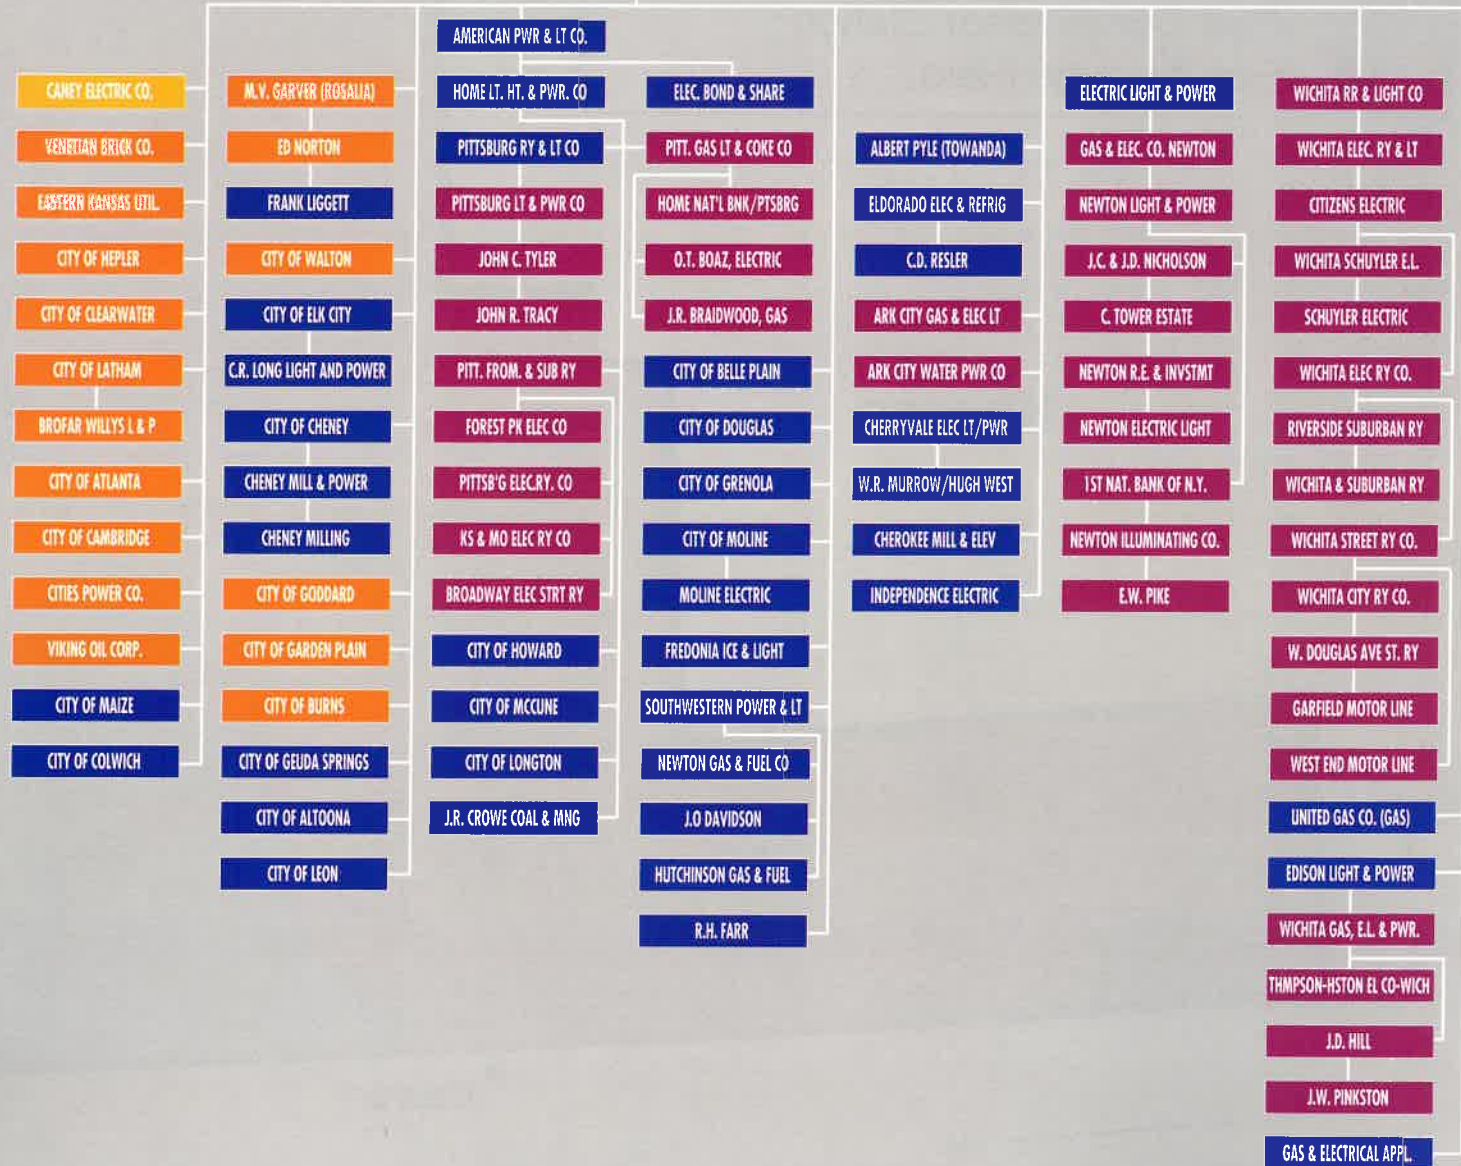 CANEY ELECTRIC CO.
VENETIAN BRICK CO.
EASTERN KANSAS UTIL.
CITY OF HEPLER
CITY OF CLEARWATER
CITY OF LATHAM
BROFAR WILLYS L & P
CITY OF ATLANTA
CITY OF CAMBRIDGE
CITIES POWER CO.
VIKING OIL CORP.
CITY OF MAIZE
CITY OF COLWICH
M.V. GARVER (ROSALIA)
ED NORTON
FRANK LIGGETT
CITY OF WALTON
CITY OF ELK CITY
C.R. LONG LIGHT AND POWER
CITY OF CHENEY
CHENEY MILL & POWER
CHENEY MILLING
CITY OF GODDARD
CITY OF GARDEN PLAIN
CITY OF BURNS
CITY OF GEUDA SPRINGS
CITY OF ALTOONA
CITY OF LEON
AMERICAN PWR & LT CO.
HOME LT. HT. & PWR. CO
PITTSBURG RY & LT CO
PITTSBURG LT & PWR CO
JOHN C. TYLER
JOHN R. TRACY
PITT. FROM. & SUB RY
FOREST PK ELEC CO
PITTSB'G ELEC.RY. CO
KS & MO ELEC RY CO
BROADWAY ELEC STRT RY
CITY OF HOWARD
CITY OF MCCUNE
CITY OF LONGTON
J.R. CROWE COAL & MNG
ELEC. BOND & SHARE
PITT. GAS LT & COKE CO
HOME NAT'L BNK/PTSBRG
O.T. BOAZ, ELECTRIC
J.R. BRAIDWOOD, GAS
CITY OF BELLE PLAIN
CITY OF DOUGLAS
CITY OF GRENOLA
CITY OF MOLINE
MOLINE ELECTRIC
FREDONIA ICE & LIGHT
SOUTHWESTERN POWER & LT
NEWTON GAS & FUEL CO
J.O DAVIDSON
HUTCHINSON GAS & FUEL
R.H. FARR
ALBERT PYLE (TOWANDA)
ELDORADO ELEC & REFRIG
C.D. RESLER
ARK CITY GAS & ELEC LT
ARK CITY WATER PWR CO
CHERRYVALE ELEC LT/PWR
W.R. MURROW/HUGH WEST
CHEROKEE MILL & ELEV
INDEPENDENCE ELECTRIC
ELECTRIC LIGHT & POWER
GAS & ELEC. CO. NEWTON
NEWTON LIGHT & POWER
J.C. & J.D. NICHOLSON
C. TOWER ESTATE
NEWTON R.E. & INVSTMT
NEWTON ELECTRIC LIGHT
1ST NAT. BANK OF N.Y.
NEWTON ILLUMINATING CO.
E.W. PIKE
WICHITA RR & LIGHT CO
WICHITA ELEC. RY & LT
CITIZENS ELECTRIC
WICHITA SCHUYLER E.L.
SCHUYLER ELECTRIC
WICHITA ELEC RY CO.
RIVERSIDE SUBURBAN RY
WICHITA & SUBURBAN RY
WICHITA STREET RY CO.
WICHITA CITY RY CO.
W. DOUGLAS AVE ST. RY
GARFIELD MOTOR LINE
WEST END MOTOR LINE
UNITED GAS CO. (GAS)
EDISON LIGHT & POWER
WICHITA GAS, E.L. & PWR.
THMPSON-HSTON EL CO-WICH
J.D. HILL
J.W. PINKSTON
GAS & ELECTRICAL APPL.